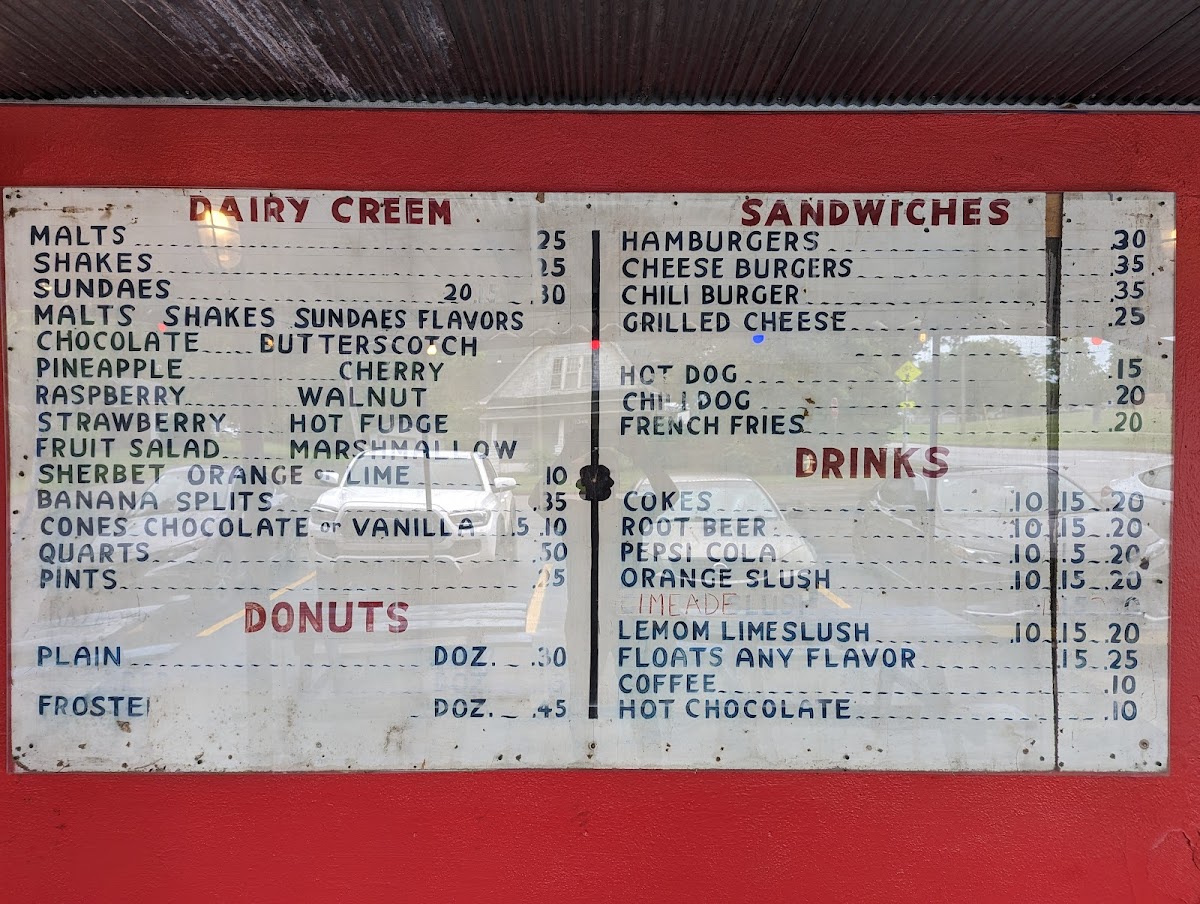 DAIRY CREEM
MALTS 25
SHAKES 25
SUNDAES 20 .30
MALTS SHAKES SUNDAES FLAVORS
CHOCOLATE BUTTERSCOTCH
PINEAPPLE CHERRY
RASPBERRY WALNUT
STRAWBERRY HOT FUDGE
FRUIT SALAD MARSHMALLOW
SHERBET ORANGE or LIME .10
BANANA SPLITS .35
CONES CHOCOLATE or VANILLA .5 .10
QUARTS .50
PINTS 25
DONUTS
PLAIN DOZ. .30
FROSTE DOZ. .45
SANDWICHES
HAMBURGERS .30
CHEESE BURGERS .35
CHILI BURGER .35
GRILLED CHEESE .25
HOT DOG .15
CHILI DOG .20
FRENCH FRIES .20
DRINKS
COKES .10 .15 .20
ROOT BEER .10 .15 .20
PEPSI COLA .10 .15 .20
ORANGE SLUSH .10 .15 .20
IMEADE
LEMOM LIMESLUSH .10 .15 .20
FLOATS ANY FLAVOR .15 .25
COFFEE .10
HOT CHOCOLATE .10